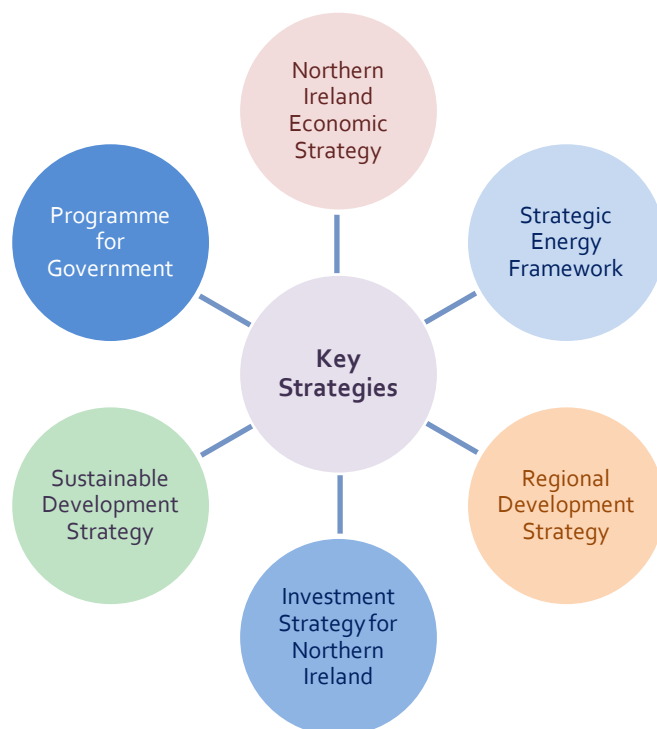 Northern
Ireland
Economic
Strategy
Strategic
Energy
Framework
Regional
Development
Strategy
Investment
Strategy for
Northern
Ireland
Sustainable
Development
Strategy
Programme
for
Government
Key
Strategies